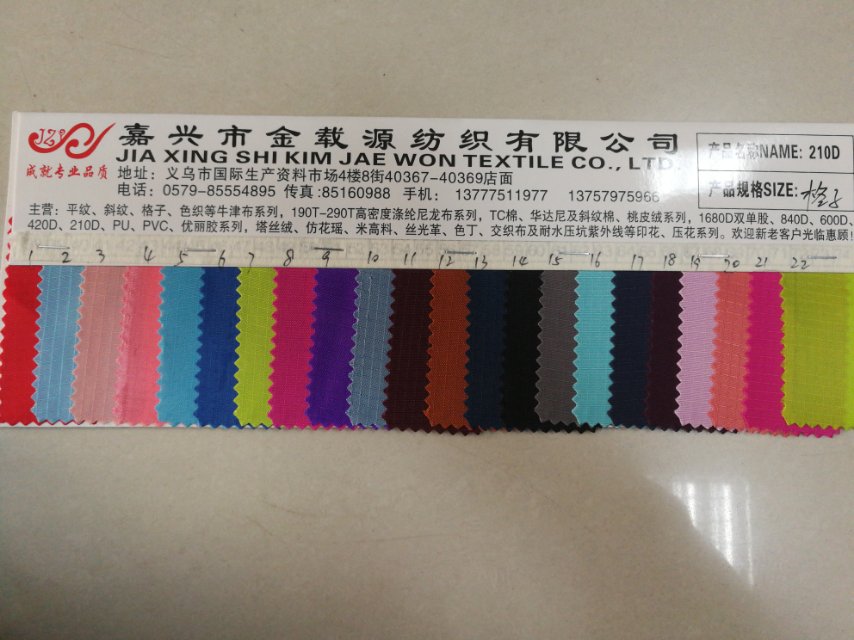 JZY
成就专业品质
嘉兴市金载源纺织有限公司
JIA XING SHI KIM JAE WON TEXTILE CO., LTD.
地址：义乌市国际生产资料市场4楼8街40367-40369店面
电话：0579-85554895 传真:85160988 手机： 13777511977 13757975966
产品名称NAME: 210D
产品规格SIZE: 格子
主营：平纹、斜纹、格子、色织等牛津布系列，190T-290T高密度涤纶尼龙布系列，TC棉、华达尼及斜纹棉、桃皮绒系列，1680D双单股、840D、600D、
420D、210D、PU、PVC、优丽胶系列，塔丝绒、仿花瑶、米高料、丝光革、色丁、交织布及耐水压坑紫外线等印花、压花系列。欢迎新老客户光临惠顾！
1 2 3 4 5 6 7 8 9 10 11 12 13 14 15 16 17 18 19 20 21 22